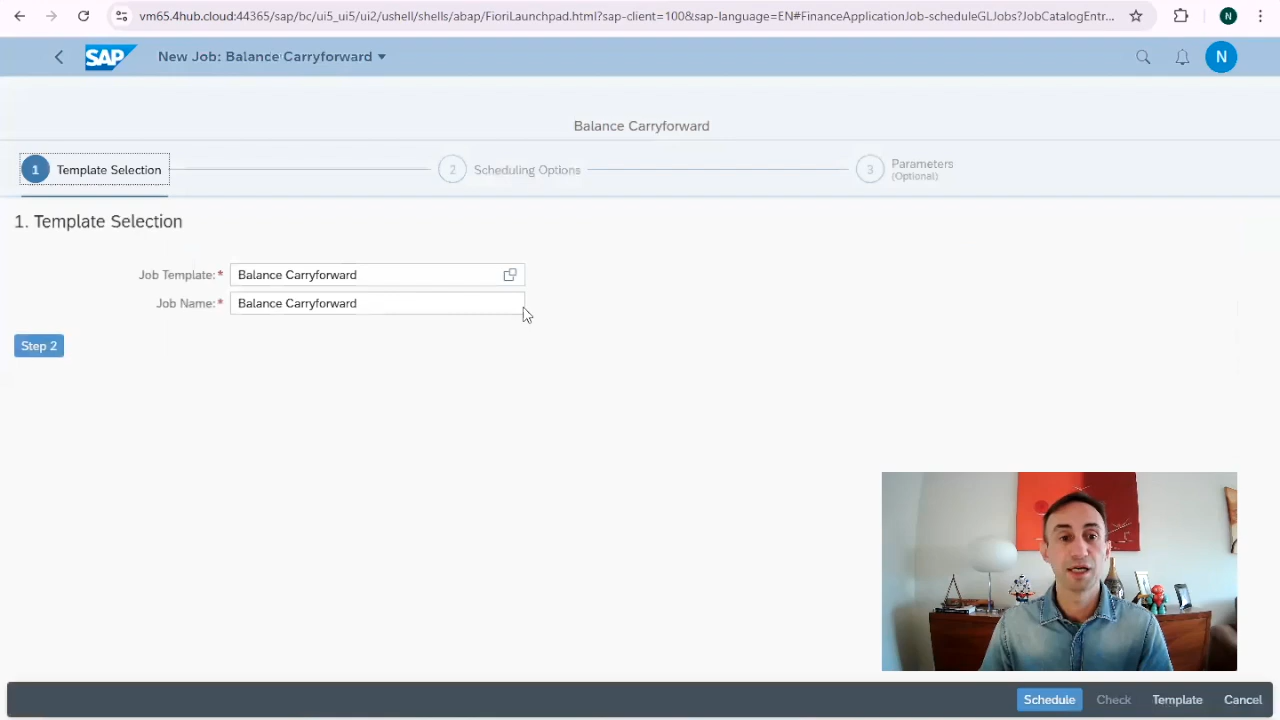 vm65.4hub.cloud:44365/sap/bc/ui5_ui5/ui2/ushell/shells/abap/FioriLaunchpad.html?sap-client=100&sap-language=EN#FinanceApplicationJob-scheduleGLJobs?JobCatalogEntr...
N
SAP
New Job: Balance Carryforward
N
Balance Carryforward
1 Template Selection
2 Scheduling Options
3 Parameters
(Optional)
1. Template Selection
Job Template:* Balance Carryforward
Job Name:* Balance Carryforward
Step 2
Schedule Check Template Cancel